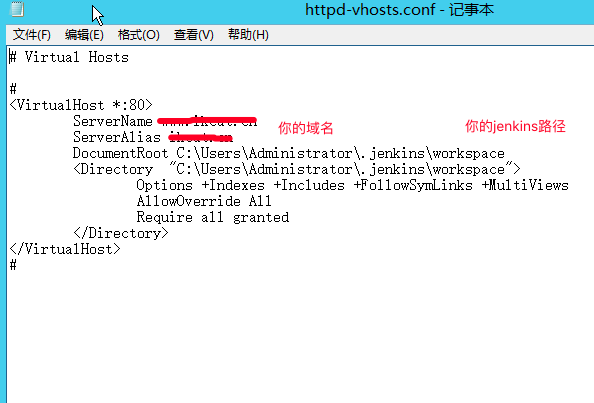 httpd-vhosts.conf - 记事本
文件(F) 编辑(E) 格式(O) 查看(V) 帮助(H)
# Virtual Hosts
#
<VirtualHost *:80>
ServerName
你的域名
你的jenkins路径
ServerAlias
DocumentRoot C:\Users\Administrator\.jenkins\workspace
<Directory "C:\Users\Administrator\.jenkins\workspace">
Options +Indexes +Includes +FollowSymLinks +MultiViews
AllowOverride All
Require all granted
</Directory>
</VirtualHost>
#